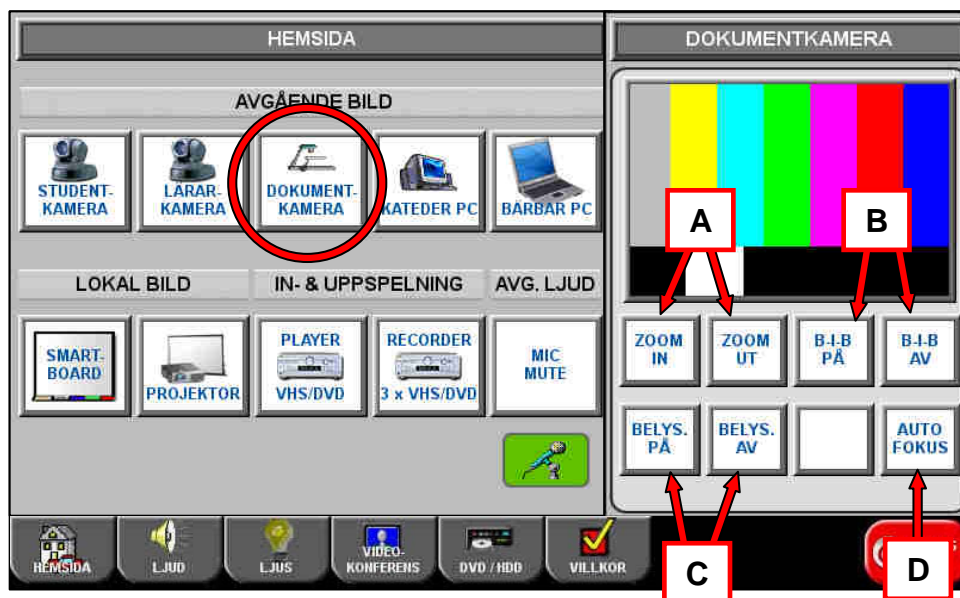 HEMSIDA
DOKUMENTKAMERA
AVGÅENDE BILD
STUDENT-
KAMERA
LÄRAR-
KAMERA
DOKUMENT-
KAMERA
KATEDER PC
BÄRBAR PC
A
B
LOKAL BILD
IN- & UPPSPELNING
AVG. LJUD
SMART-
BOARD
PROJEKTOR
PLAYER
VHS/DVD
RECORDER
3 x VHS/DVD
MIC
MUTE
ZOOM
IN
ZOOM
UT
B-I-B
PÅ
B-I-B
AV
BELYS.
PÅ
BELYS.
AV
AUTO
FOKUS
HEMSIDA
LJUD
LJUS
VIDEO-
KONFERENS
DVD / HDD
VILLKOR
C
D